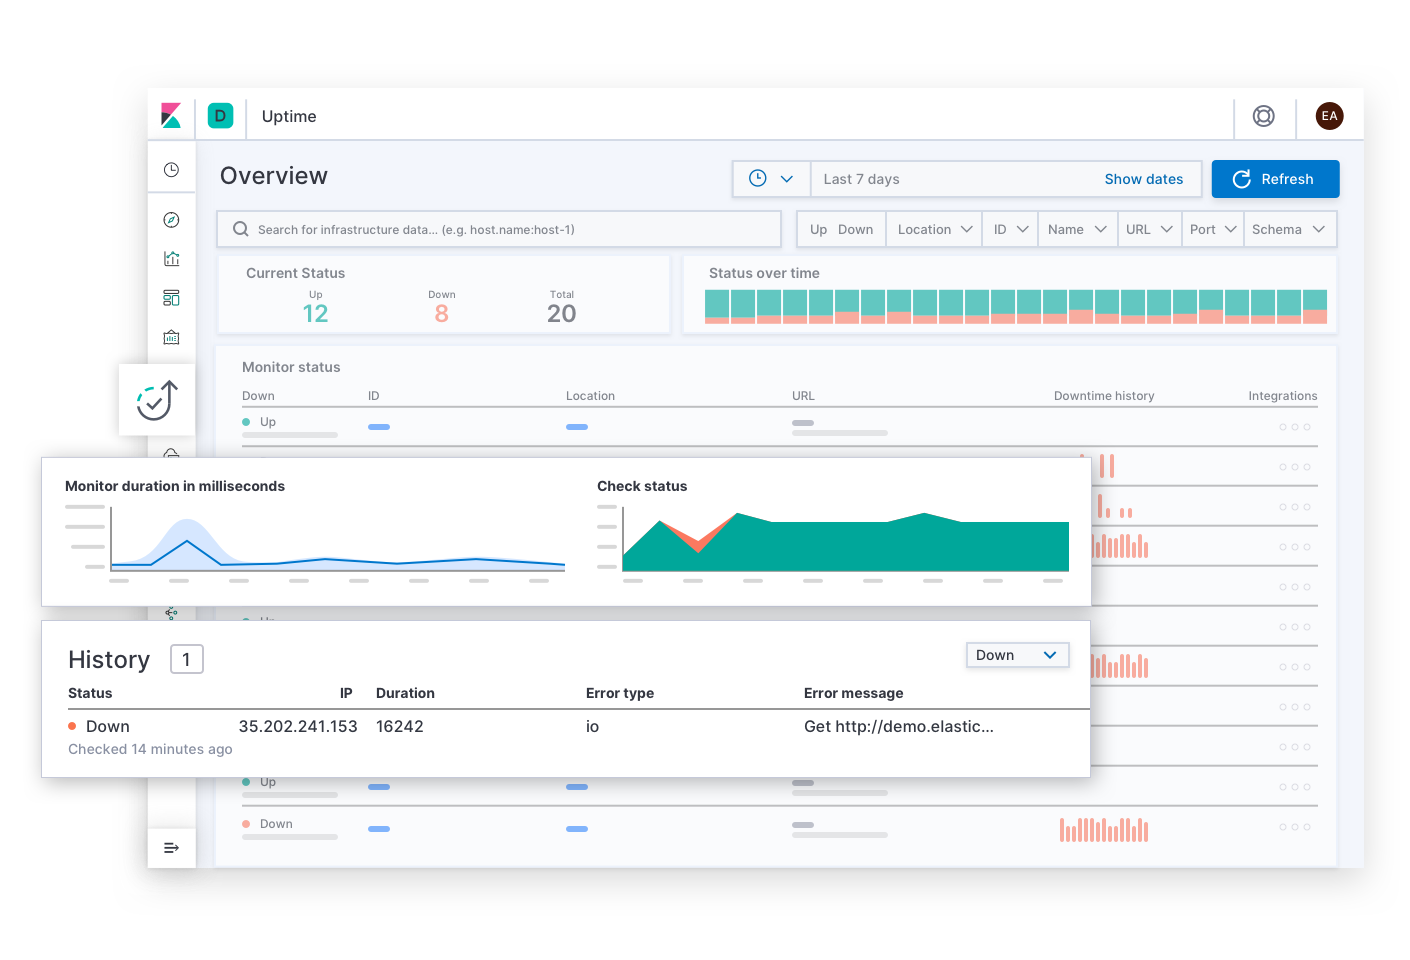 D Uptime EA
Overview
Last 7 days Show dates Refresh
Search for infrastructure data... (e.g. host.name:host-1)
Up Down Location ID Name URL Port Schema
Current Status
Up Down Total
12 8 20
Status over time
Monitor status
Down ID Location URL Downtime history Integrations
Up
Monitor duration in milliseconds
Check status
History 1 Down
Status IP Duration Error type Error message
Down 35.202.241.153 16242 io Get http://demo.elastic...
Checked 14 minutes ago
Up
Down